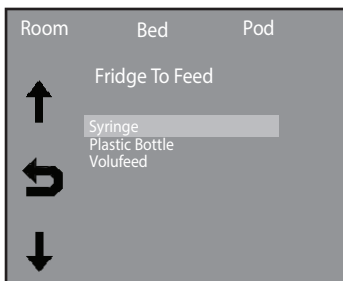 Room Bed Pod
Fridge To Feed
Syringe
Plastic Bottle
Volufeed